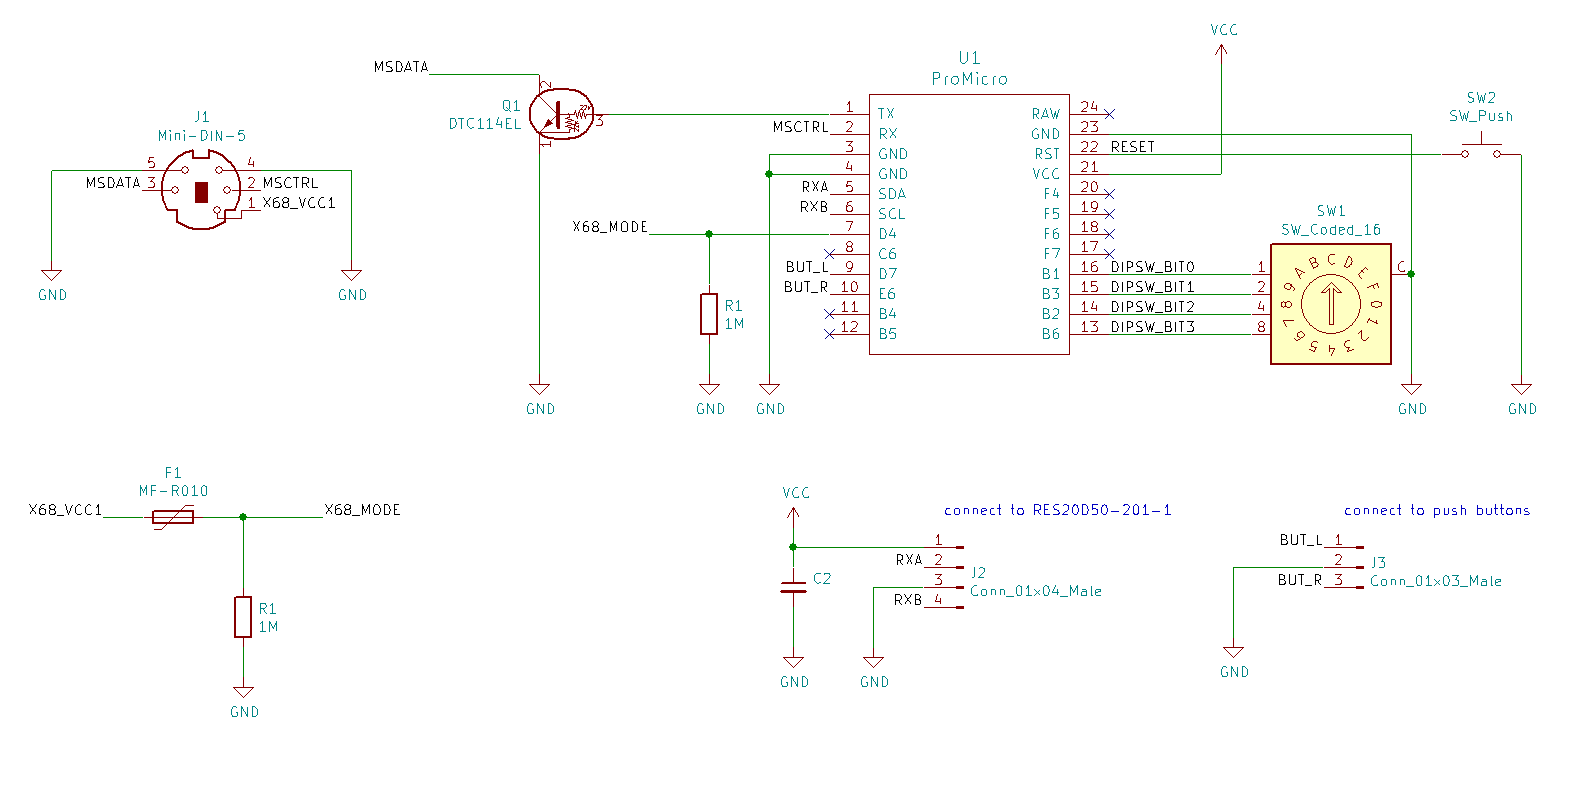 J1
Mini-DIN-5
5
4
MSDATA 3
2 MSCTRL
1 X68_VCC1
GND
GND
MSDATA
2
Q1
DTC114EL
3
1
GND
X68_MODE
R1
1M
GND
GND
U1
ProMicro
1 TX
MSCTRL 2 RX
3 GND
4 GND
RXA 5 SDA
RXB 6 SCL
7 D4
8 C6
BUT_L 9 D7
BUT_R 10 E6
11 B4
12 B5
RAW 24
GND 23
RST 22 RESET
VCC 21
F4 20
F5 19
F6 18
F7 17
B1 16 DIPSW_BIT0
B3 15 DIPSW_BIT1
B2 14 DIPSW_BIT2
B6 13 DIPSW_BIT3
VCC
SW2
SW_Push
SW1
SW_Coded_16
1
2
4
8
C
0 1 2 3 4 5 6 7 8 9 A B C D E F
GND
GND
F1
MF-R010
X68_VCC1
X68_MODE
R1
1M
GND
VCC
C2
GND
GND
connect to RES20D50-201-1
1
RXA 2
3
RXB 4
J2
Conn_01x04_Male
connect to push buttons
BUT_L 1
2
BUT_R 3
J3
Conn_01x03_Male
GND